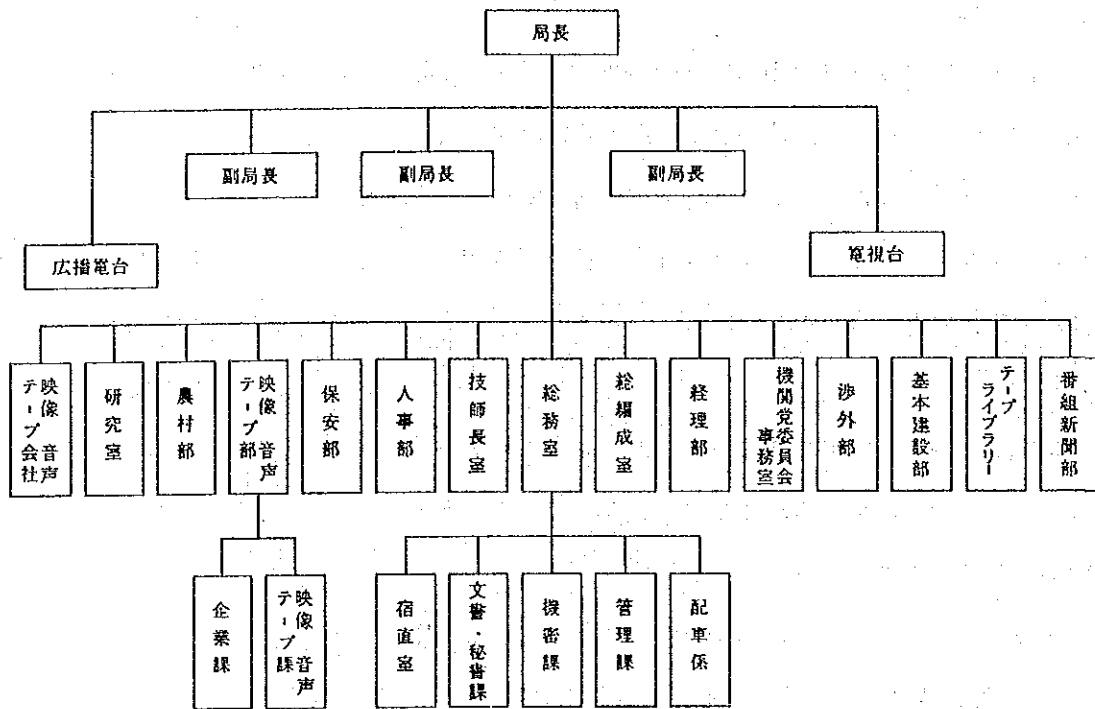 局長
副局長
副局長
副局長
広播電台
電視台
映像 音声
テープ会社
研究室
農村部
映像 音声
テープ部
保安部
人事部
技師長室
総務室
総編成室
経理部
機関党委員会
事務室
渉外部
基本建設部
テープ
ライブラリー
番組新聞部
企業課
映像 音声
テープ課
宿直室
文書・秘書課
機密課
管理課
配車係